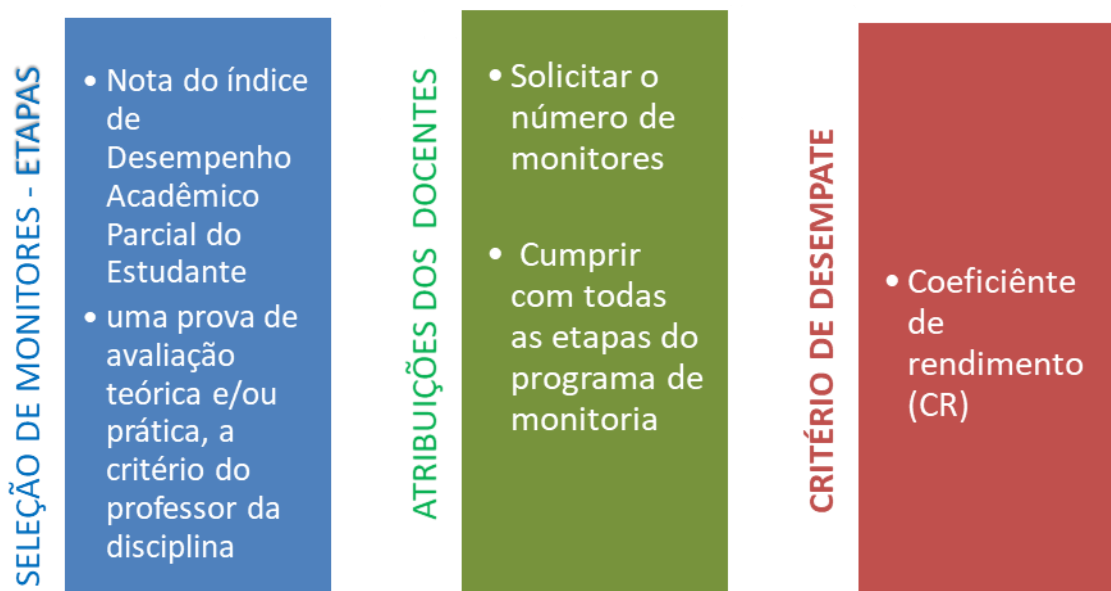 SELEÇÃO DE MONITORES - ETAPAS
• Nota do índice
de
Desempenho
Acadêmico
Parcial do
Estudante
• uma prova de
avaliação
teórica e/ou
prática, a
critério do
professor da
disciplina
ATRIBUIÇÕES DOS DOCENTES
• Solicitar o
número de
monitores
• Cumprir
com todas
as etapas do
programa de
monitoria
CRITÉRIO DE DESEMPATE
• Coeficiênte
de
rendimento
(CR)